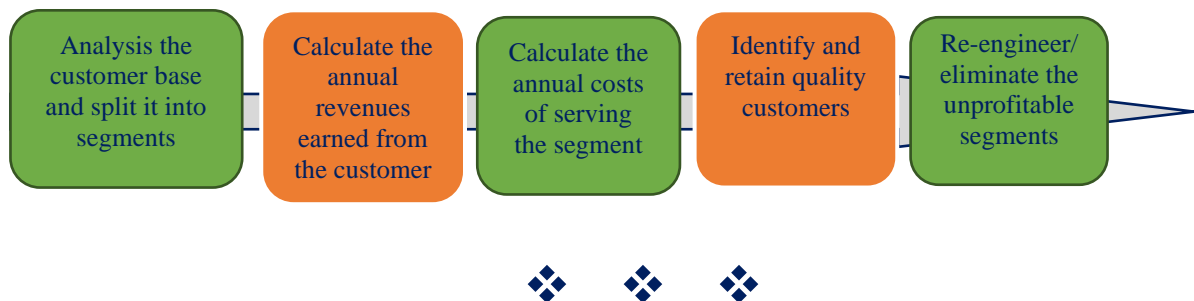 Analysis the
customer base
and split it into
segments
Calculate the
annual
revenues
earned from
the customer
Calculate the
annual costs
of serving
the segment
Identify and
retain quality
customers
Re-engineer/
eliminate the
unprofitable
segments